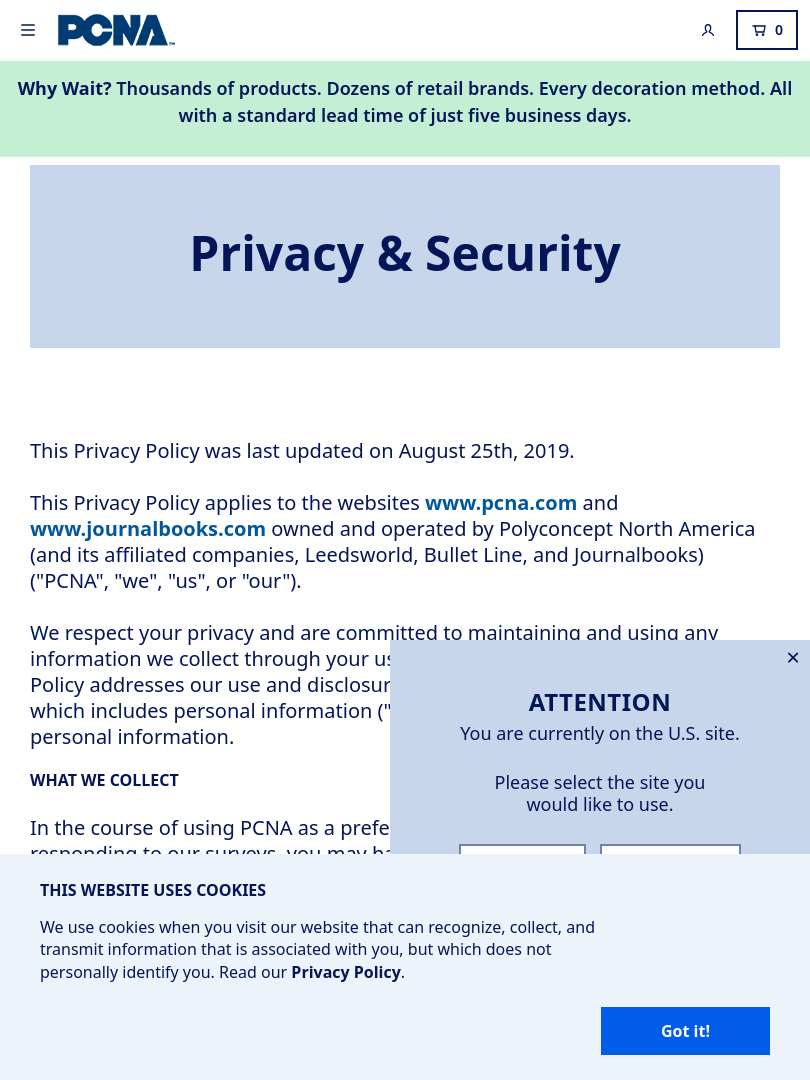 PCNA™
0
Why Wait? Thousands of products. Dozens of retail brands. Every decoration method. All
with a standard lead time of just five business days.
Privacy & Security
This Privacy Policy was last updated on August 25th, 2019.
This Privacy Policy applies to the websites www.pcna.com and
www.journalbooks.com owned and operated by Polyconcept North America
(and its affiliated companies, Leedsworld, Bullet Line, and Journalbooks)
("PCNA", "we", "us", or "our").
We respect your privacy and are committed to maintaining and using any
information we collect through your
Policy addresses our use and
which includes personal information ("
personal information.
WHAT WE COLLECT
In the course of using PCNA as a
responding to our surveys, you may
×
ATTENTION
You are currently on the U.S. site.
Please select the site you
would like to use.
THIS WEBSITE USES COOKIES
We use cookies when you visit our website that can recognize, collect, and
transmit information that is associated with you, but which does not
personally identify you. Read our Privacy Policy.
Got it!